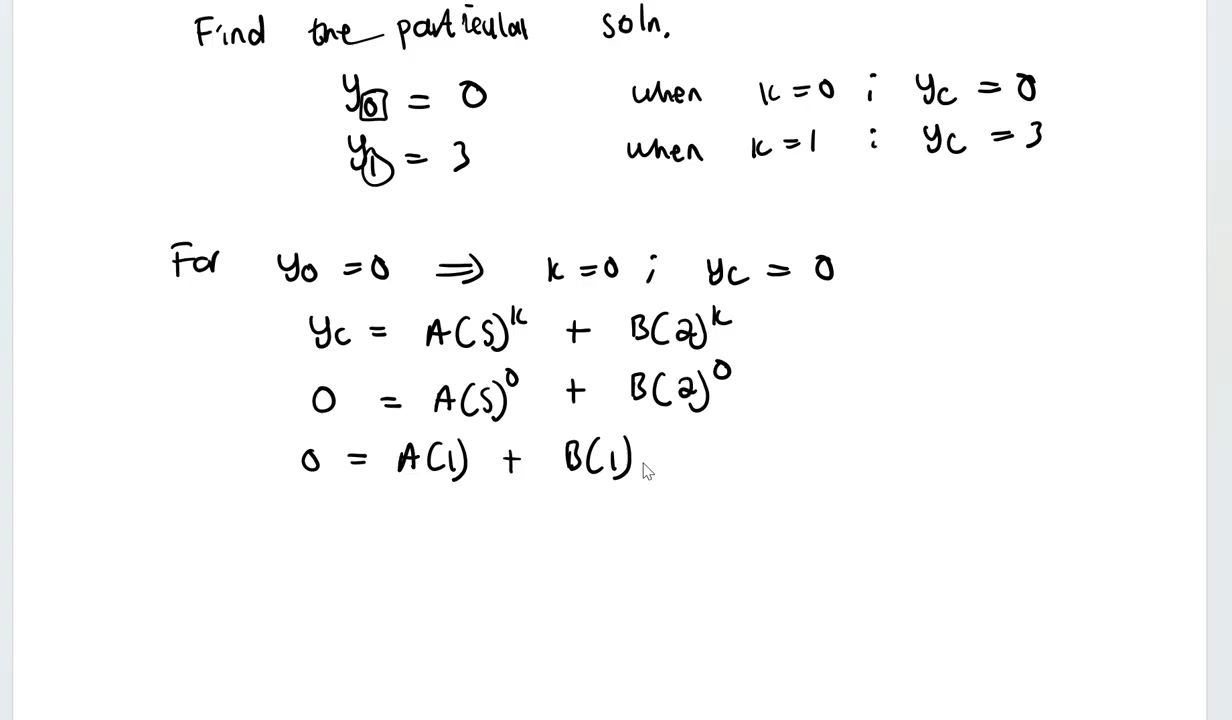 Find the particular soln.
y₀ = 0 when k = 0 ; yc = 0
y₁ = 3 when k = 1 : yc = 3
For y₀ = 0 ⇒ k = 0 ; yc = 0
yc = A(5)ᵏ + B(2)ᵏ
0 = A(5)⁰ + B(2)⁰
0 = A(1) + B(1)